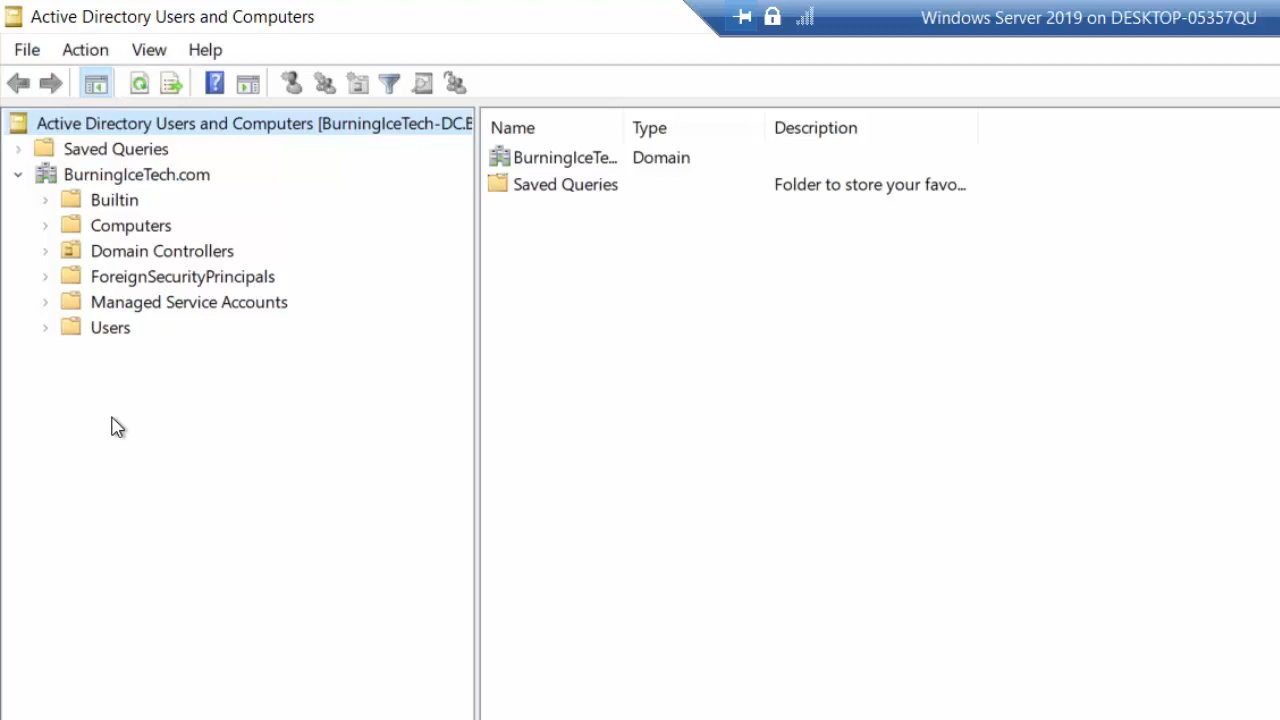 Active Directory Users and Computers
Windows Server 2019 on DESKTOP-05357QU
File Action View Help
Active Directory Users and Computers [BurningIceTech-DC.B
Saved Queries
BurningIceTech.com
Builtin
Computers
Domain Controllers
ForeignSecurityPrincipals
Managed Service Accounts
Users
Name Type Description
BurningIceTe... Domain
Saved Queries Folder to store your favo...